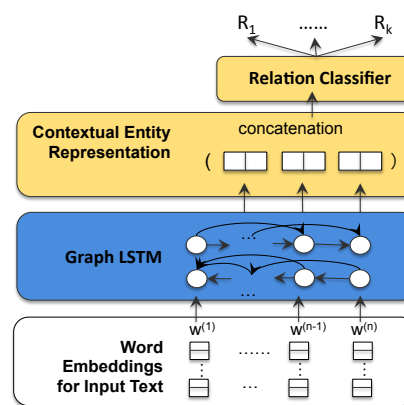 R1 ...... Rk
Relation Classifier
Contextual Entity
Representation
concatenation
( )
Graph LSTM
...
...
w(1) w(n-1) w(n)
Word
Embeddings
for Input Text
......
...